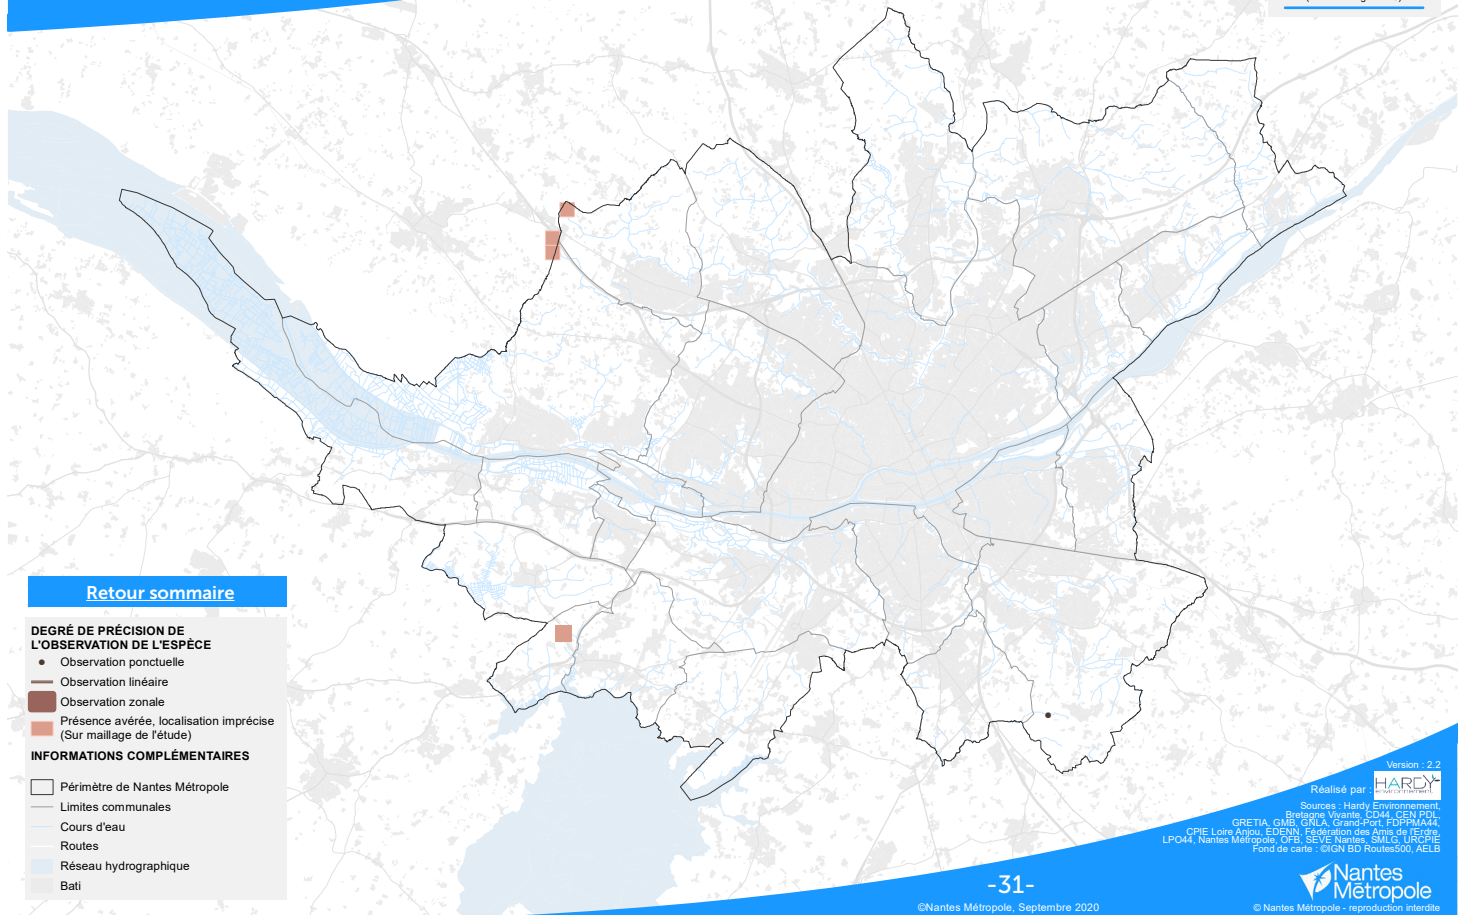 Retour sommaire
DEGRÉ DE PRÉCISION DE
L'OBSERVATION DE L'ESPÈCE
Observation ponctuelle
Observation linéaire
Observation zonale
Présence avérée, localisation imprécise
(Sur maillage de l'étude)
INFORMATIONS COMPLÉMENTAIRES
Périmètre de Nantes Métropole
Limites communales
Cours d'eau
Routes
Réseau hydrographique
Bati
Version : 2.2
Réalisé par :
HARDY
environnement
Sources : Hardy Environnement,
Bretagne Vivante, CD44, CEN PDL,
GRETIA, GMB, GNLA, Grand-Port, FDPPMA44,
CPIE Loire Anjou, EDENN, Fédération des Amis de l'Erdre,
LPO44, Nantes Métropole, OFB, SEVE Nantes, SMLG, URCPIE
Fond de carte : ©IGN BD Routes500, AELB
-31-
©Nantes Métropole, Septembre 2020
Nantes
Métropole
© Nantes Métropole - reproduction interdite